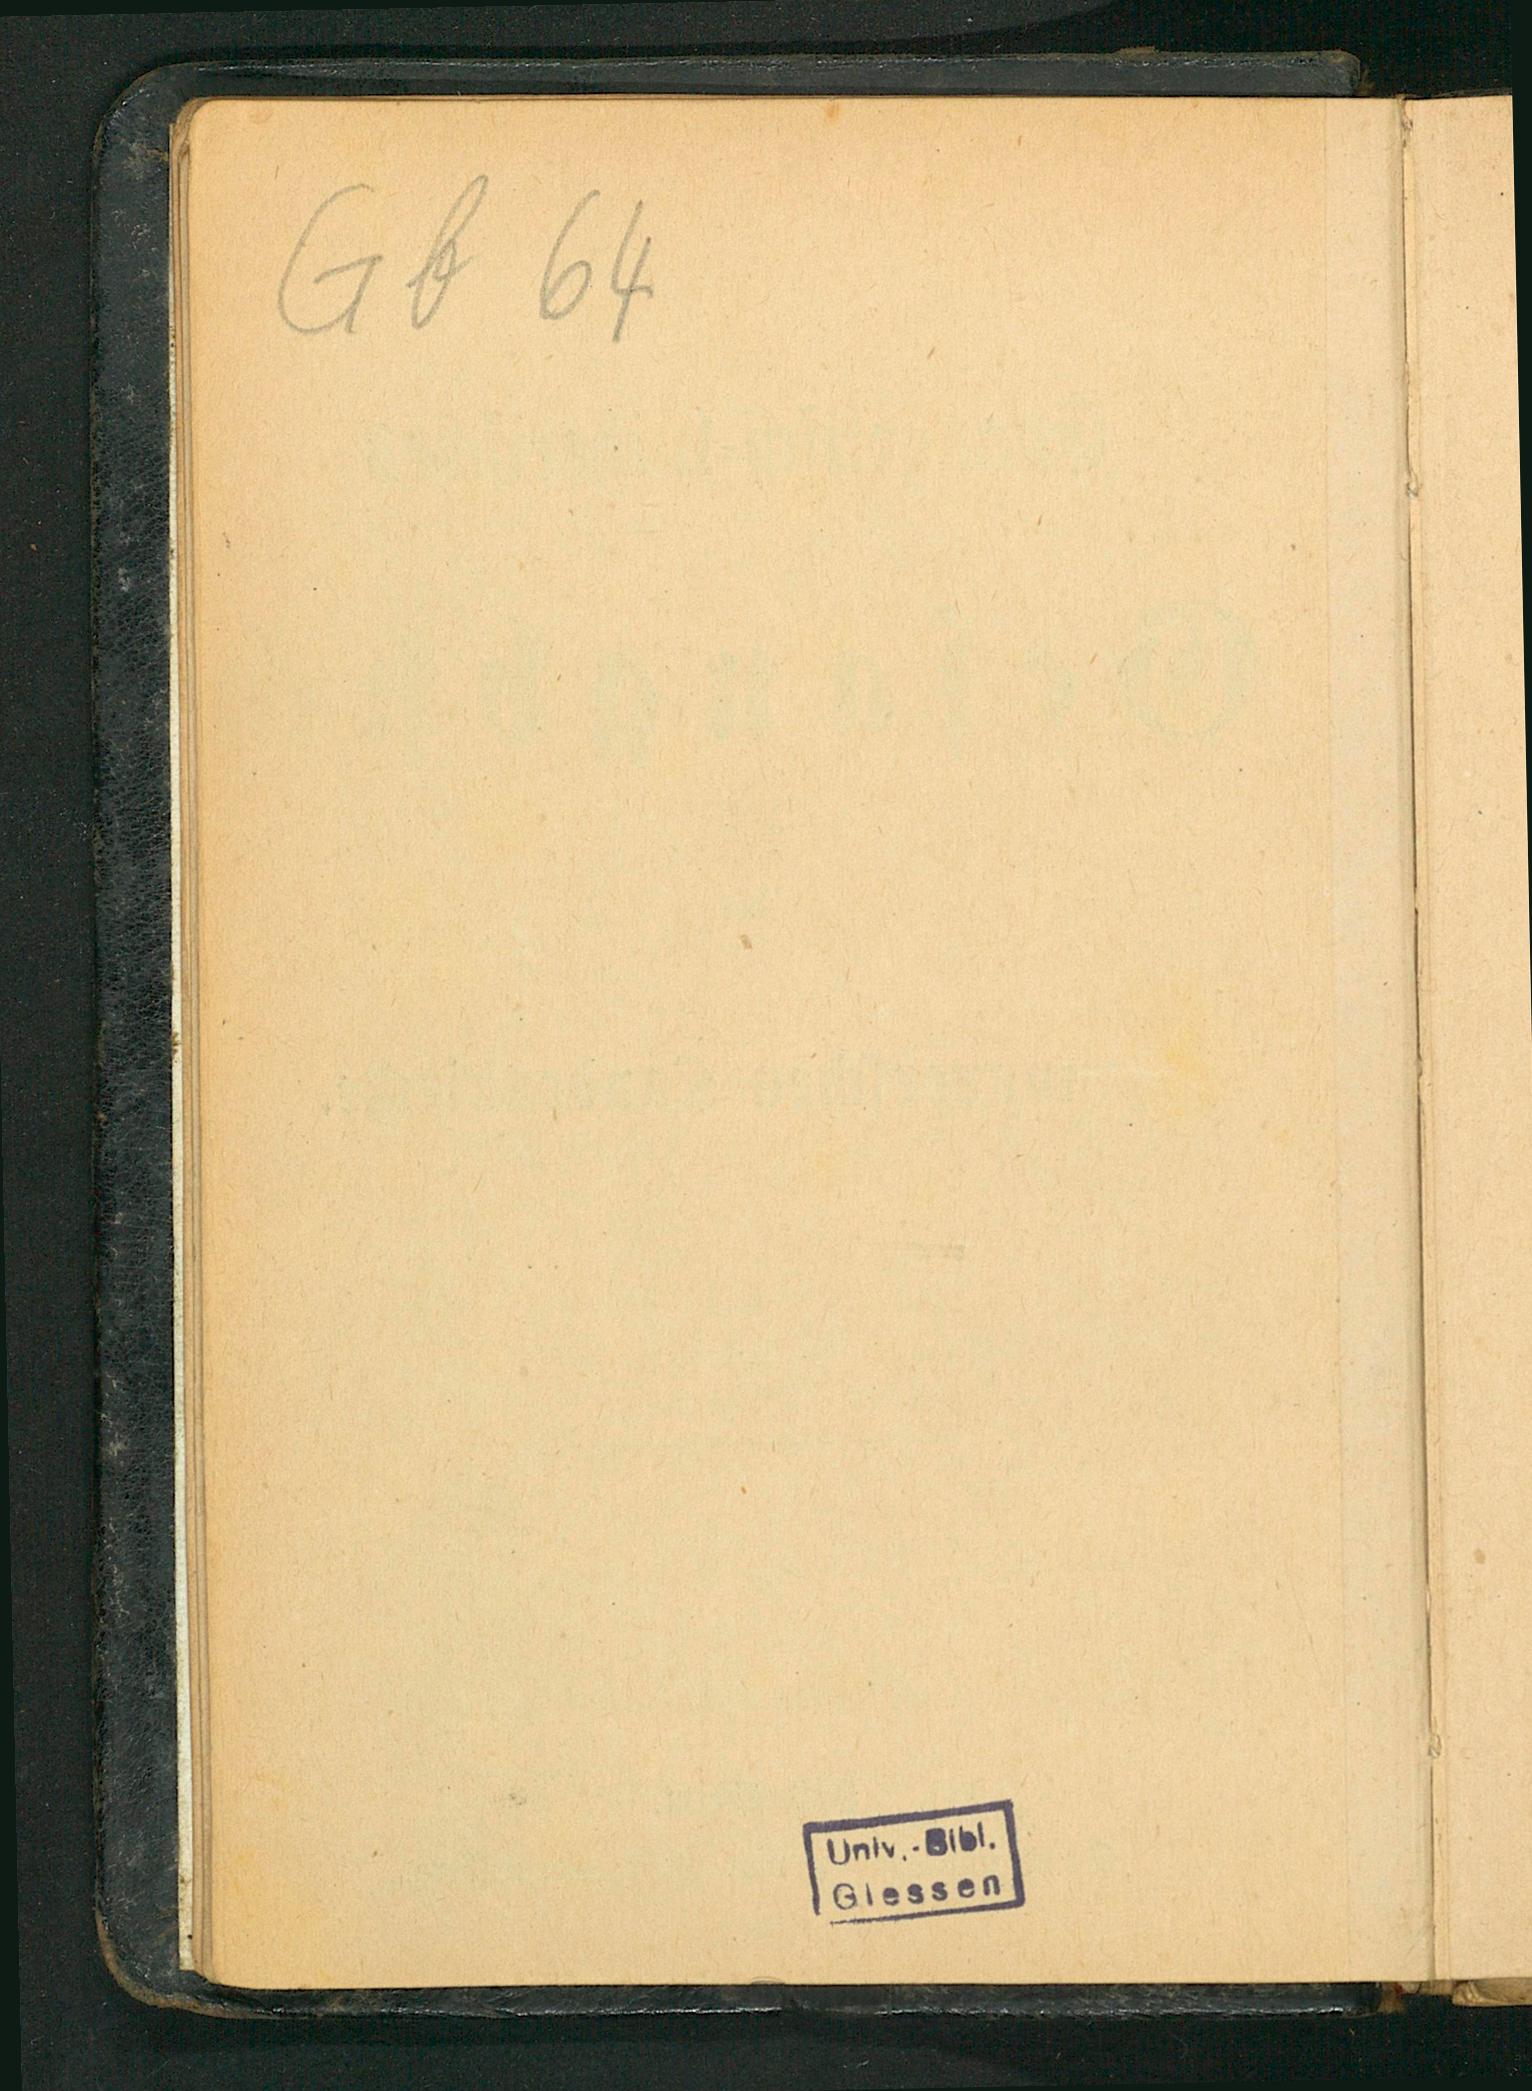 Gb 64
Univ.-Bibl.
Giessen